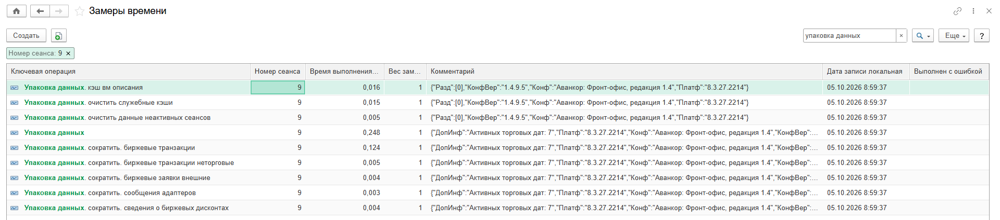 Замеры времени
Создать
упаковка данных ×
Еще
?
Номер сеанса: 9 ×
Ключевая операция Номер сеанса Время выполнения... Вес зам... Комментарий Дата записи локальная Выполнен с ошибкой
Упаковка данных. кэш вм описания 9 0,016 1 {"Разд":[0],"КонфВер":"1.4.9.5","Конф":"Аванкор: Фронт-офис, редакция 1.4","Платф":"8.3.27.2214"} 05.10.2026 8:59:37
Упаковка данных. очистить служебные кэши 9 0,015 1 {"Разд":[0],"КонфВер":"1.4.9.5","Конф":"Аванкор: Фронт-офис, редакция 1.4","Платф":"8.3.27.2214"} 05.10.2026 8:59:37
Упаковка данных. очистить данные неактивных сеансов 9 0,005 1 {"Разд":[0],"КонфВер":"1.4.9.5","Конф":"Аванкор: Фронт-офис, редакция 1.4","Платф":"8.3.27.2214"} 05.10.2026 8:59:37
Упаковка данных 9 0,248 1 {"ДопИнф":"Активных торговых дат: 7","Платф":"8.3.27.2214","Конф":"Аванкор: Фронт-офис, редакция 1.4","КонфВер":... 05.10.2026 8:59:37
Упаковка данных. сократить. биржевые транзакции 9 0,124 1 {"ДопИнф":"Активных торговых дат: 7","Платф":"8.3.27.2214","Конф":"Аванкор: Фронт-офис, редакция 1.4","КонфВер":... 05.10.2026 8:59:37
Упаковка данных. сократить. биржевые транзакции неторговые 9 0,005 1 {"ДопИнф":"Активных торговых дат: 7","Платф":"8.3.27.2214","Конф":"Аванкор: Фронт-офис, редакция 1.4","КонфВер":... 05.10.2026 8:59:37
Упаковка данных. сократить. биржевые заявки внешние 9 0,004 1 {"ДопИнф":"Активных торговых дат: 7","Платф":"8.3.27.2214","Конф":"Аванкор: Фронт-офис, редакция 1.4","КонфВер":... 05.10.2026 8:59:37
Упаковка данных. сократить. сообщения адаптеров 9 0,003 1 {"ДопИнф":"Активных торговых дат: 7","Платф":"8.3.27.2214","Конф":"Аванкор: Фронт-офис, редакция 1.4","КонфВер":... 05.10.2026 8:59:37
Упаковка данных. сократить. сведения о биржевых дисконтах 9 0,004 1 {"ДопИнф":"Активных торговых дат: 7","Платф":"8.3.27.2214","Конф":"Аванкор: Фронт-офис, редакция 1.4","КонфВер":... 05.10.2026 8:59:37